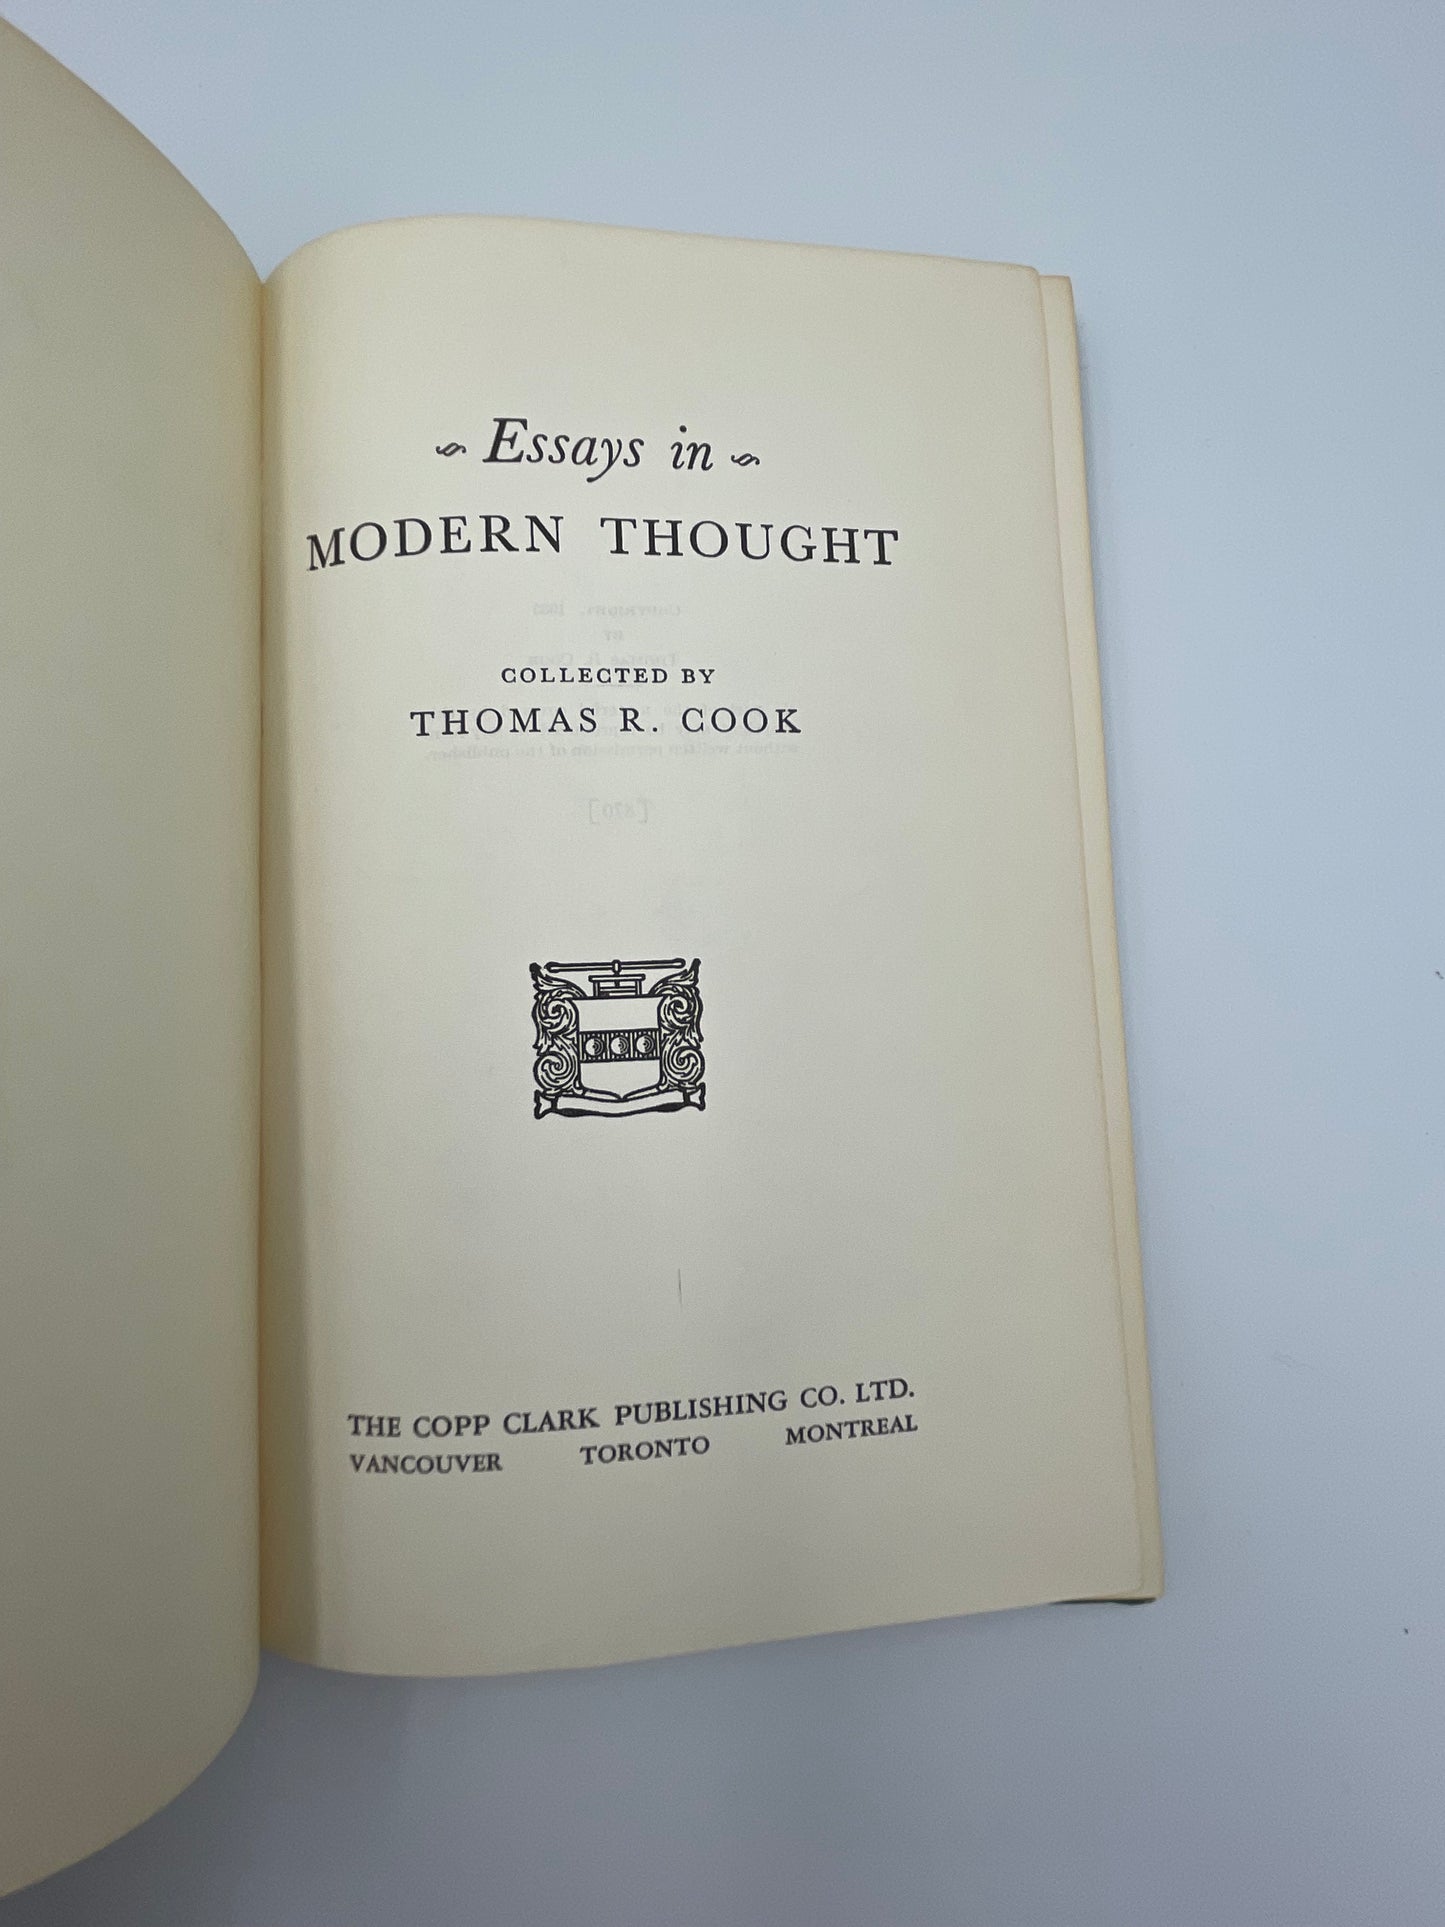 Essays in
MODERN THOUGHT
COLLECTED BY
THOMAS R. COOK
THE COPP CLARK PUBLISHING CO. LTD.
VANCOUVER TORONTO MONTREAL